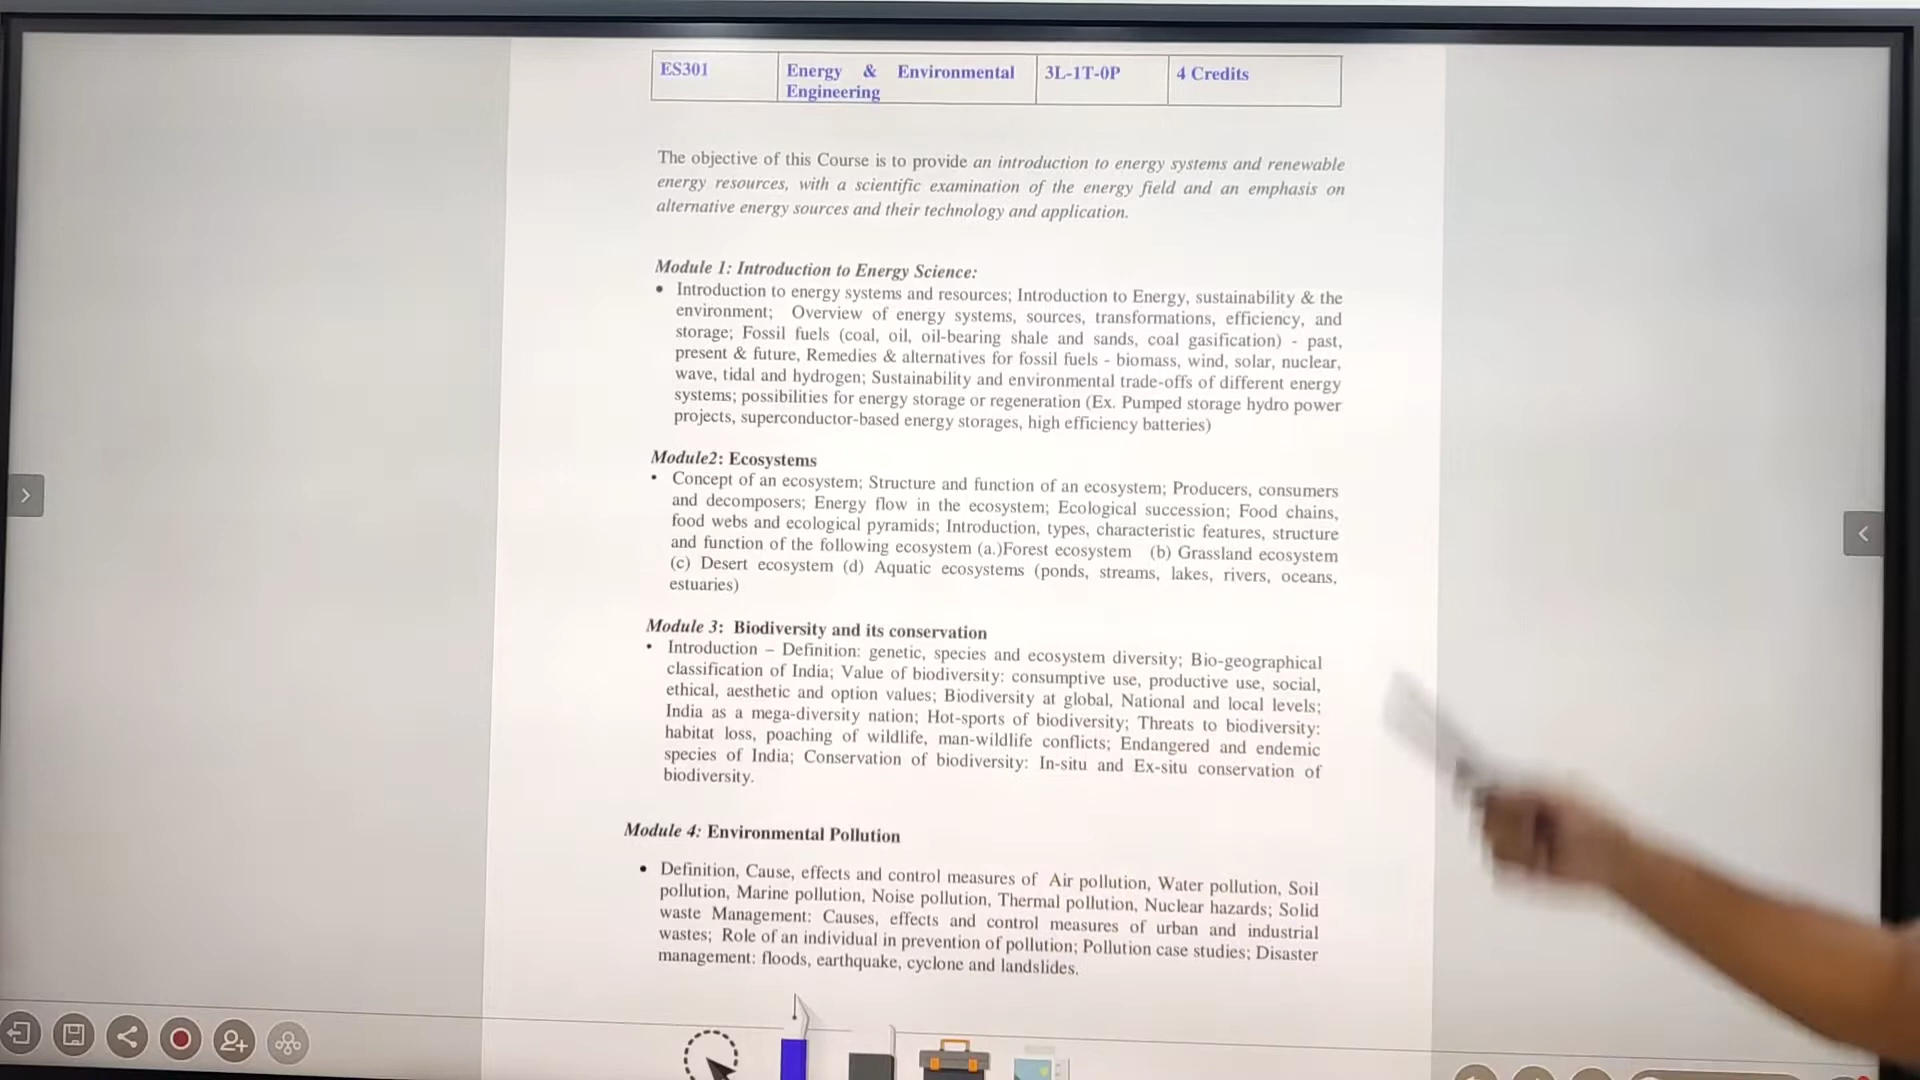 ES301 Energy & Environmental 3L-1T-0P 4 Credits
Engineering
The objective of this Course is to provide an introduction to energy systems and renewable
energy resources, with a scientific examination of the energy field and an emphasis on
alternative energy sources and their technology and application.
Module 1: Introduction to Energy Science:
• Introduction to energy systems and resources; Introduction to Energy, sustainability & the
environment; Overview of energy systems, sources, transformations, efficiency, and
storage; Fossil fuels (coal, oil, oil-bearing shale and sands, coal gasification) - past,
present & future, Remedies & alternatives for fossil fuels - biomass, wind, solar, nuclear,
wave, tidal and hydrogen; Sustainability and environmental trade-offs of different energy
systems; possibilities for energy storage or regeneration (Ex. Pumped storage hydro power
projects, superconductor-based energy storages, high efficiency batteries)
Module2: Ecosystems
• Concept of an ecosystem; Structure and function of an ecosystem; Producers, consumers
and decomposers; Energy flow in the ecosystem; Ecological succession; Food chains,
food webs and ecological pyramids; Introduction, types, characteristic features, structure
and function of the following ecosystem (a.)Forest ecosystem (b) Grassland ecosystem
(c) Desert ecosystem (d) Aquatic ecosystems (ponds, streams, lakes, rivers, oceans,
estuaries)
Module 3: Biodiversity and its conservation
• Introduction – Definition: genetic, species and ecosystem diversity; Bio-geographical
classification of India; Value of biodiversity: consumptive use, productive use, social,
ethical, aesthetic and option values; Biodiversity at global, National and local levels;
India as a mega-diversity nation; Hot-sports of biodiversity; Threats to biodiversity:
habitat loss, poaching of wildlife, man-wildlife conflicts; Endangered and endemic
species of India; Conservation of biodiversity: In-situ and Ex-situ conservation of
biodiversity.
Module 4: Environmental Pollution
• Definition, Cause, effects and control measures of Air pollution, Water pollution, Soil
pollution, Marine pollution, Noise pollution, Thermal pollution, Nuclear hazards; Solid
waste Management: Causes, effects and control measures of urban and industrial
wastes; Role of an individual in prevention of pollution; Pollution case studies; Disaster
management: floods, earthquake, cyclone and landslides.